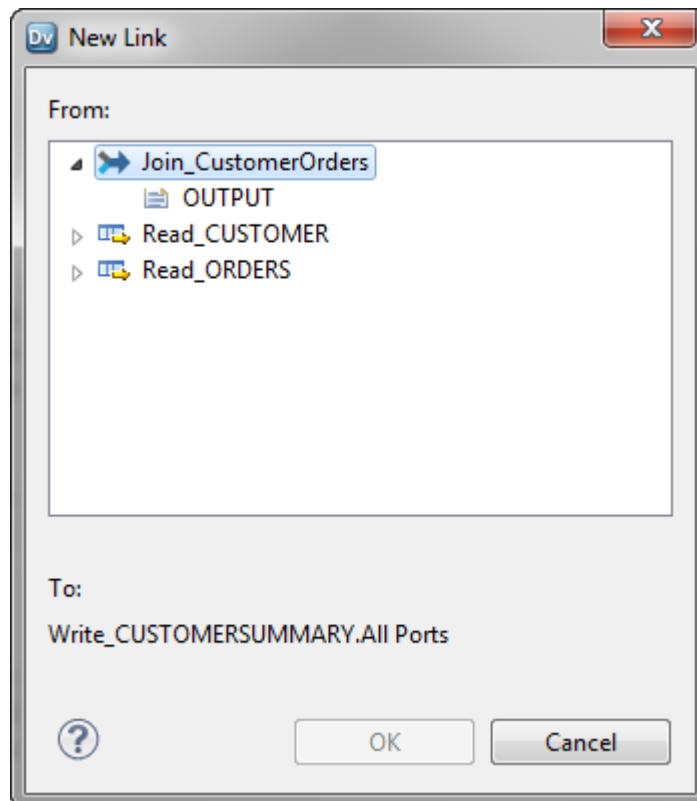 Dv New Link
From:
Join_CustomerOrders
OUTPUT
Read_CUSTOMER
Read_ORDERS
To:
Write_CUSTOMERSUMMARY.All Ports
? OK Cancel